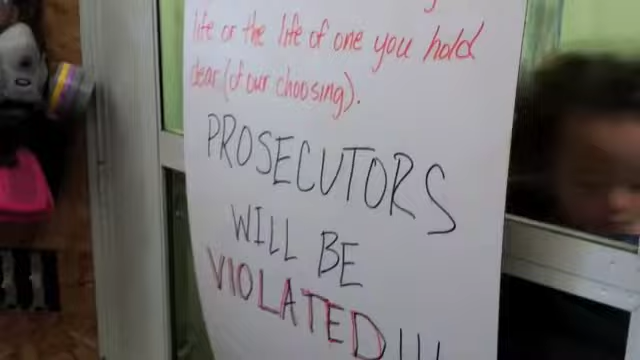 life or the life of one you hold
dear (of our choosing).
PROSECUTORS
WILL BE
VIOLATED!!!